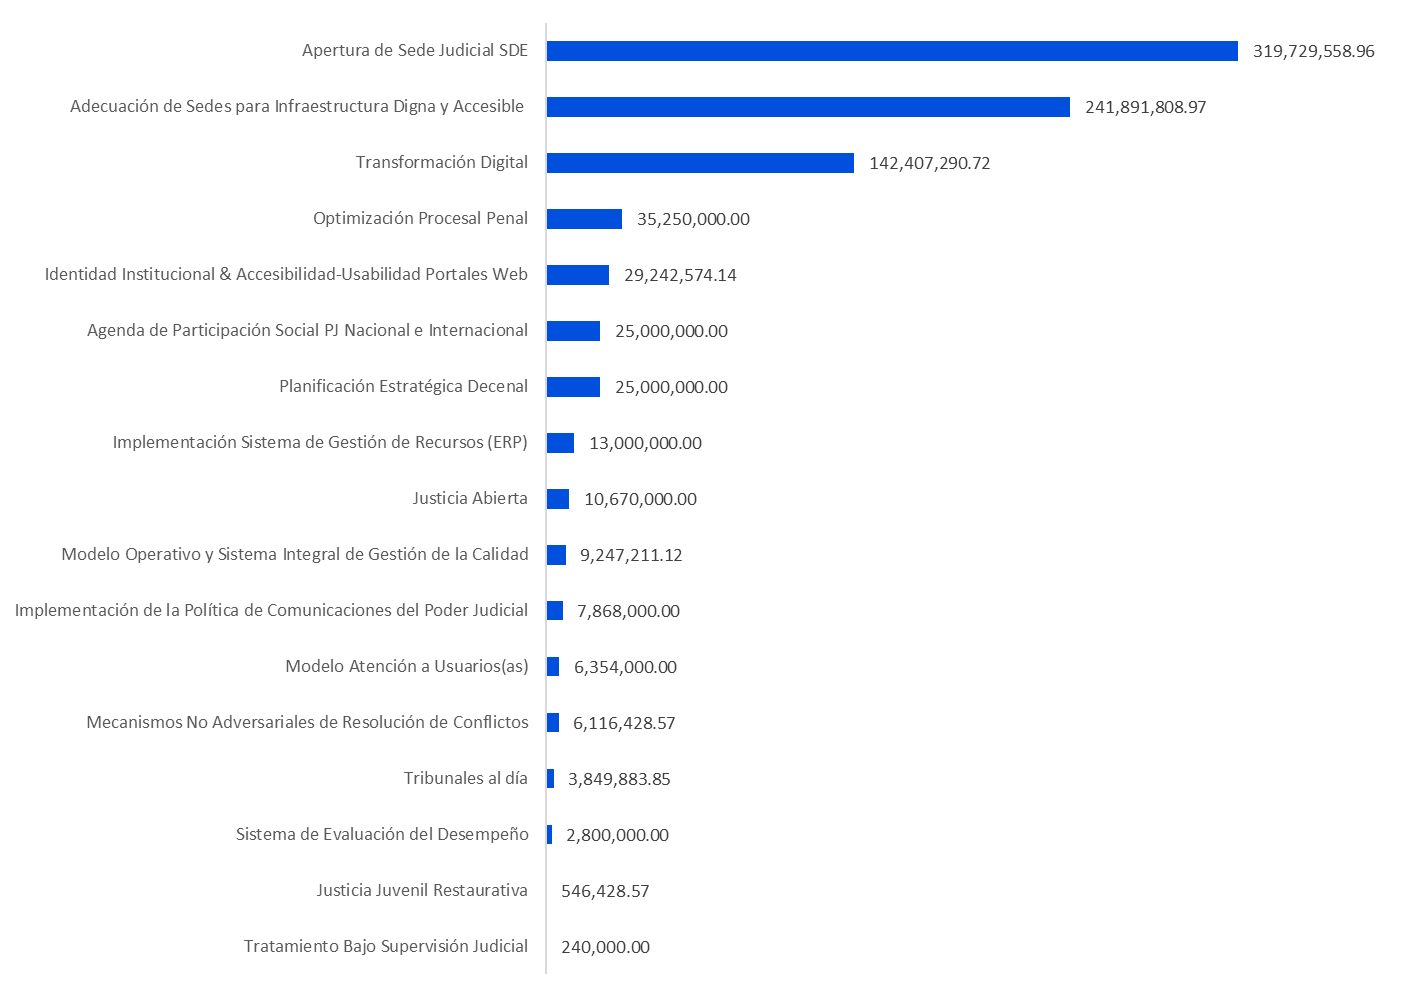 Apertura de Sede Judicial SDE 319,729,558.96
Adecuación de Sedes para Infraestructura Digna y Accesible 241,891,808.97
Transformación Digital 142,407,290.72
Optimización Procesal Penal 35,250,000.00
Identidad Institucional & Accesibilidad-Usabilidad Portales Web 29,242,574.14
Agenda de Participación Social PJ Nacional e Internacional 25,000,000.00
Planificación Estratégica Decenal 25,000,000.00
Implementación Sistema de Gestión de Recursos (ERP) 13,000,000.00
Justicia Abierta 10,670,000.00
Modelo Operativo y Sistema Integral de Gestión de la Calidad 9,247,211.12
Implementación de la Política de Comunicaciones del Poder Judicial 7,868,000.00
Modelo Atención a Usuarios(as) 6,354,000.00
Mecanismos No Adversariales de Resolución de Conflictos 6,116,428.57
Tribunales al día 3,849,883.85
Sistema de Evaluación del Desempeño 2,800,000.00
Justicia Juvenil Restaurativa 546,428.57
Tratamiento Bajo Supervisión Judicial 240,000.00